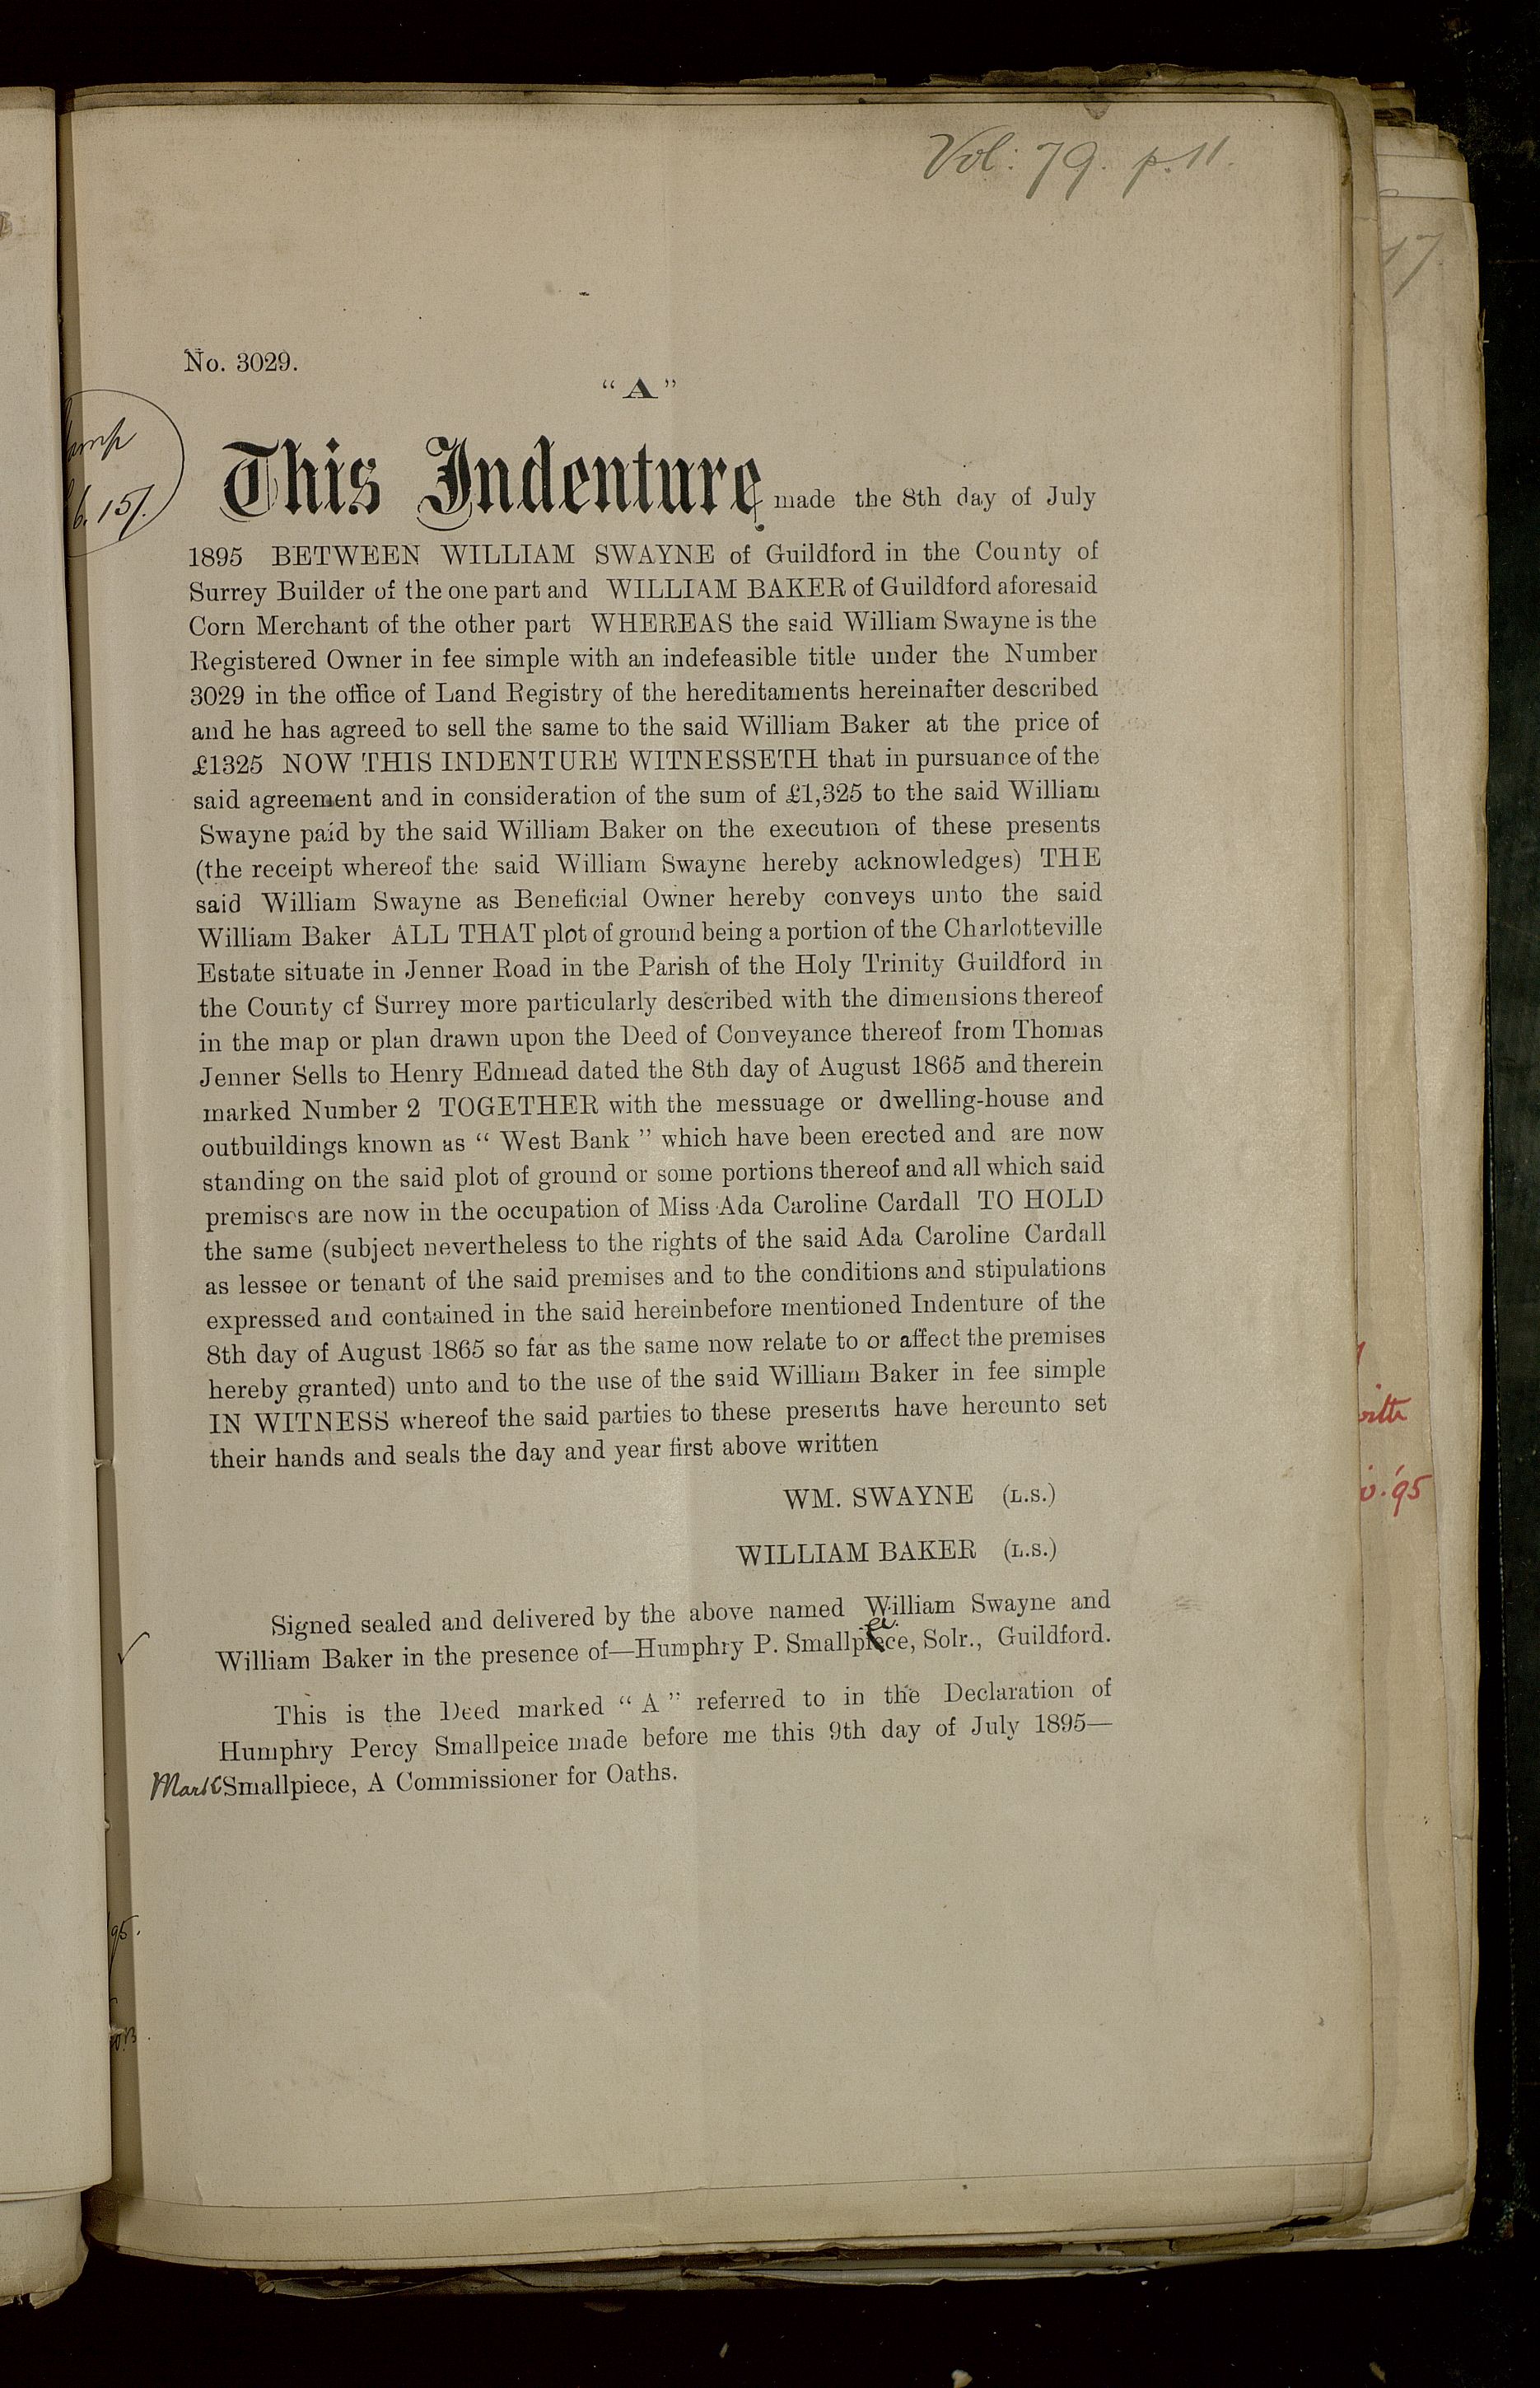 Vol: 79. p. 11.
17.
No. 3029.
"A"
6. 15/.
This Indenture made the 8th day of July
1895 BETWEEN WILLIAM SWAYNE of Guildford in the County of
Surrey Builder of the one part and WILLIAM BAKER of Guildford aforesaid
Corn Merchant of the other part WHEREAS the said William Swayne is the
Registered Owner in fee simple with an indefeasible title under the Number
3029 in the office of Land Registry of the hereditaments hereinafter described
and he has agreed to sell the same to the said William Baker at the price of
£1325 NOW THIS INDENTURE WITNESSETH that in pursuance of the
said agreement and in consideration of the sum of £1,325 to the said William
Swayne paid by the said William Baker on the execution of these presents
(the receipt whereof the said William Swayne hereby acknowledges) THE
said William Swayne as Beneficial Owner hereby conveys unto the said
William Baker ALL THAT plot of ground being a portion of the Charlotteville
Estate situate in Jenner Road in the Parish of the Holy Trinity Guildford in
the County of Surrey more particularly described with the dimensions thereof
in the map or plan drawn upon the Deed of Conveyance thereof from Thomas
Jenner Sells to Henry Edmead dated the 8th day of August 1865 and therein
marked Number 2 TOGETHER with the messuage or dwelling-house and
outbuildings known as " West Bank " which have been erected and are now
standing on the said plot of ground or some portions thereof and all which said
premises are now in the occupation of Miss Ada Caroline Cardall TO HOLD
the same (subject nevertheless to the rights of the said Ada Caroline Cardall
as lessee or tenant of the said premises and to the conditions and stipulations
expressed and contained in the said hereinbefore mentioned Indenture of the
8th day of August 1865 so far as the same now relate to or affect the premises
hereby granted) unto and to the use of the said William Baker in fee simple
IN WITNESS whereof the said parties to these presents have hereunto set
their hands and seals the day and year first above written
WM. SWAYNE (L.S.)
WILLIAM BAKER (L.S.)
Signed sealed and delivered by the above named William Swayne and
ei
William Baker in the presence of—Humphry P. Smallpiece, Solr., Guildford.
This is the Deed marked " A " referred to in the Declaration of
Humphry Percy Smallpeice made before me this 9th day of July 1895—
Mark Smallpiece, A Commissioner for Oaths.
'95
95.